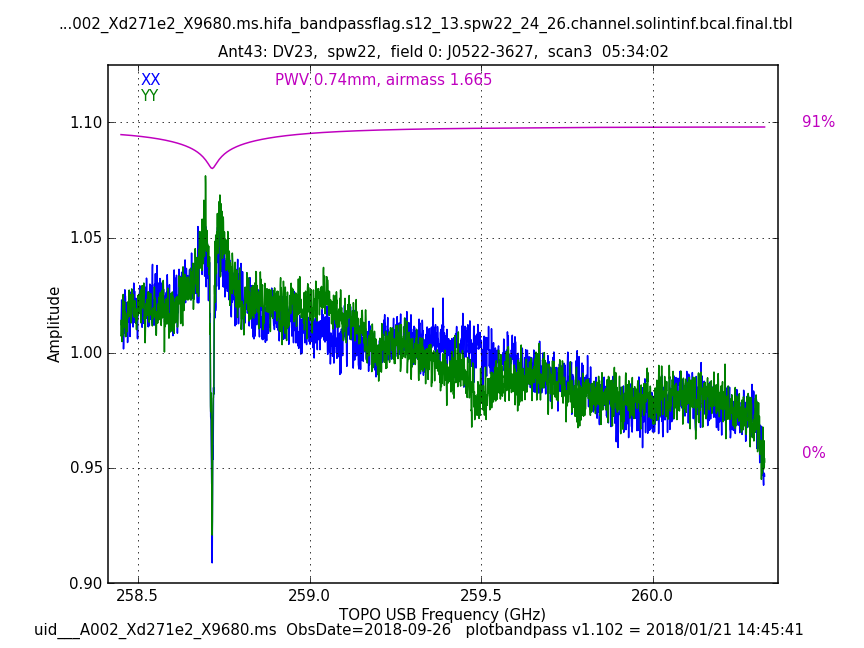 ...002_Xd271e2_X9680.ms.hifa_bandpassflag.s12_13.spw22_24_26.channel.solintinf.bcal.final.tbl
Ant43: DV23, spw22, field 0: J0522-3627, scan3 05:34:02
XX
PWV 0.74mm, airmass 1.665
YY
91%
0%
1.10
1.05
1.00
0.95
0.90
Amplitude
258.5
259.0
259.5
260.0
TOPO USB Frequency (GHz)
uid___A002_Xd271e2_X9680.ms ObsDate=2018-09-26 plotbandpass v1.102 = 2018/01/21 14:45:41